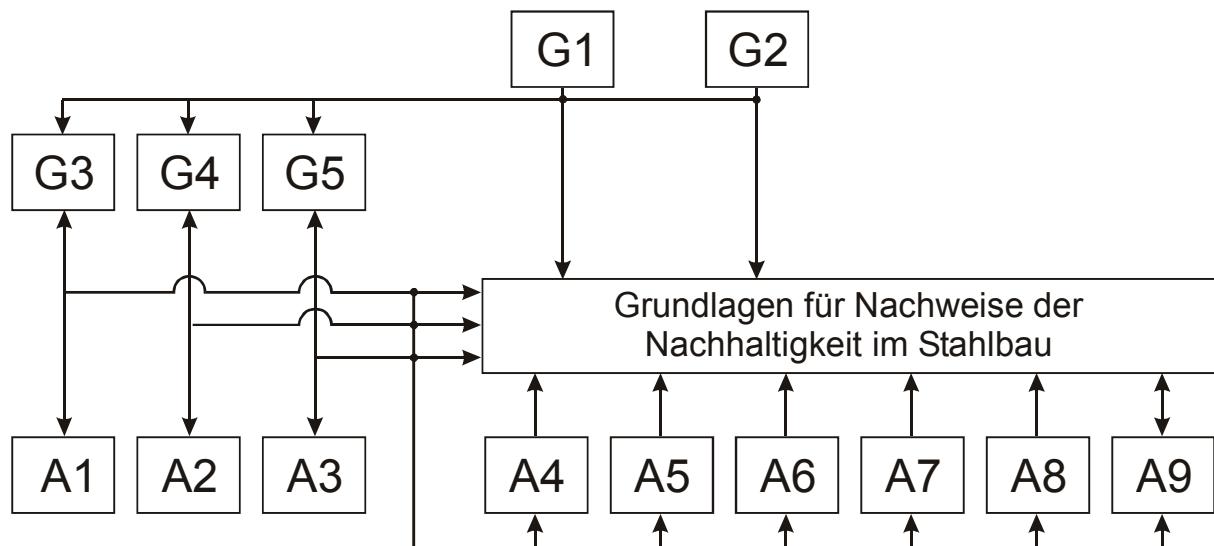 G1 G2
G3 G4 G5
Grundlagen für Nachweise der
Nachhaltigkeit im Stahlbau
A1 A2 A3 A4 A5 A6 A7 A8 A9